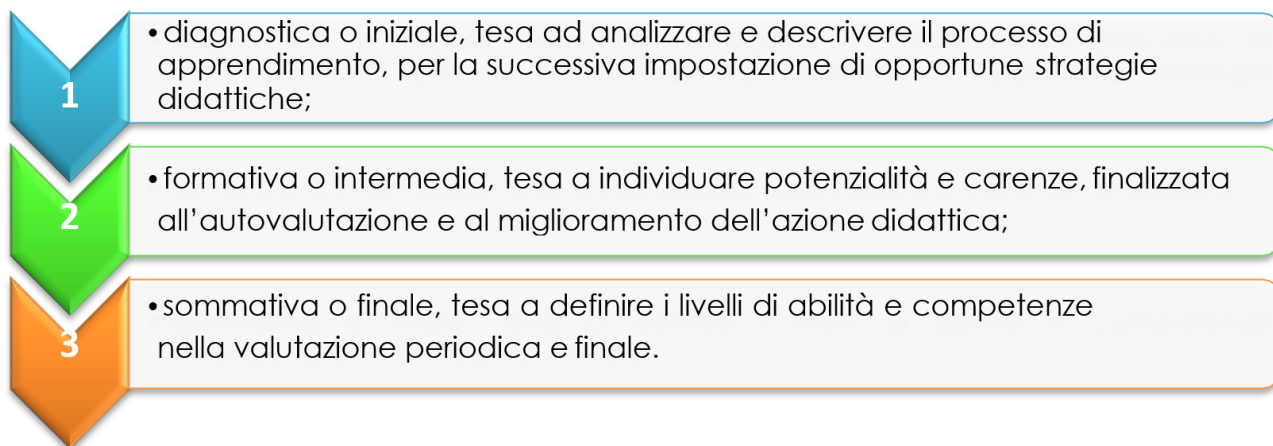 1
• diagnostica o iniziale, tesa ad analizzare e descrivere il processo di
apprendimento, per la successiva impostazione di opportune strategie
didattiche;
2
• formativa o intermedia, tesa a individuare potenzialità e carenze, finalizzata
all’autovalutazione e al miglioramento dell’azione didattica;
3
• sommativa o finale, tesa a definire i livelli di abilità e competenze
nella valutazione periodica e finale.